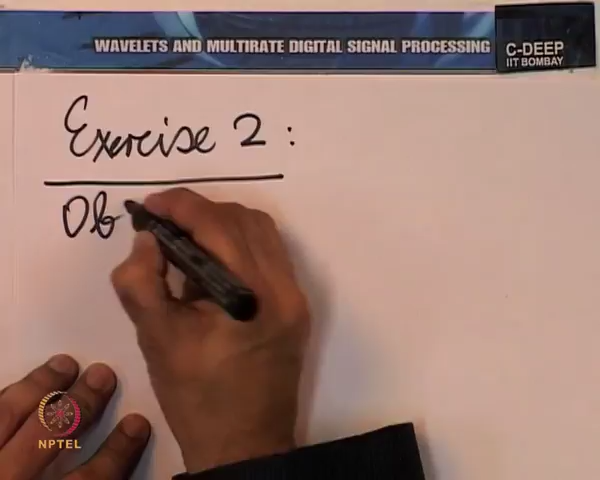 WAVELETS AND MULTIRATE DIGITAL SIGNAL PROCESSING
C-DEEP
IIT BOMBAY
Exercise 2 :
Ob
NPTEL